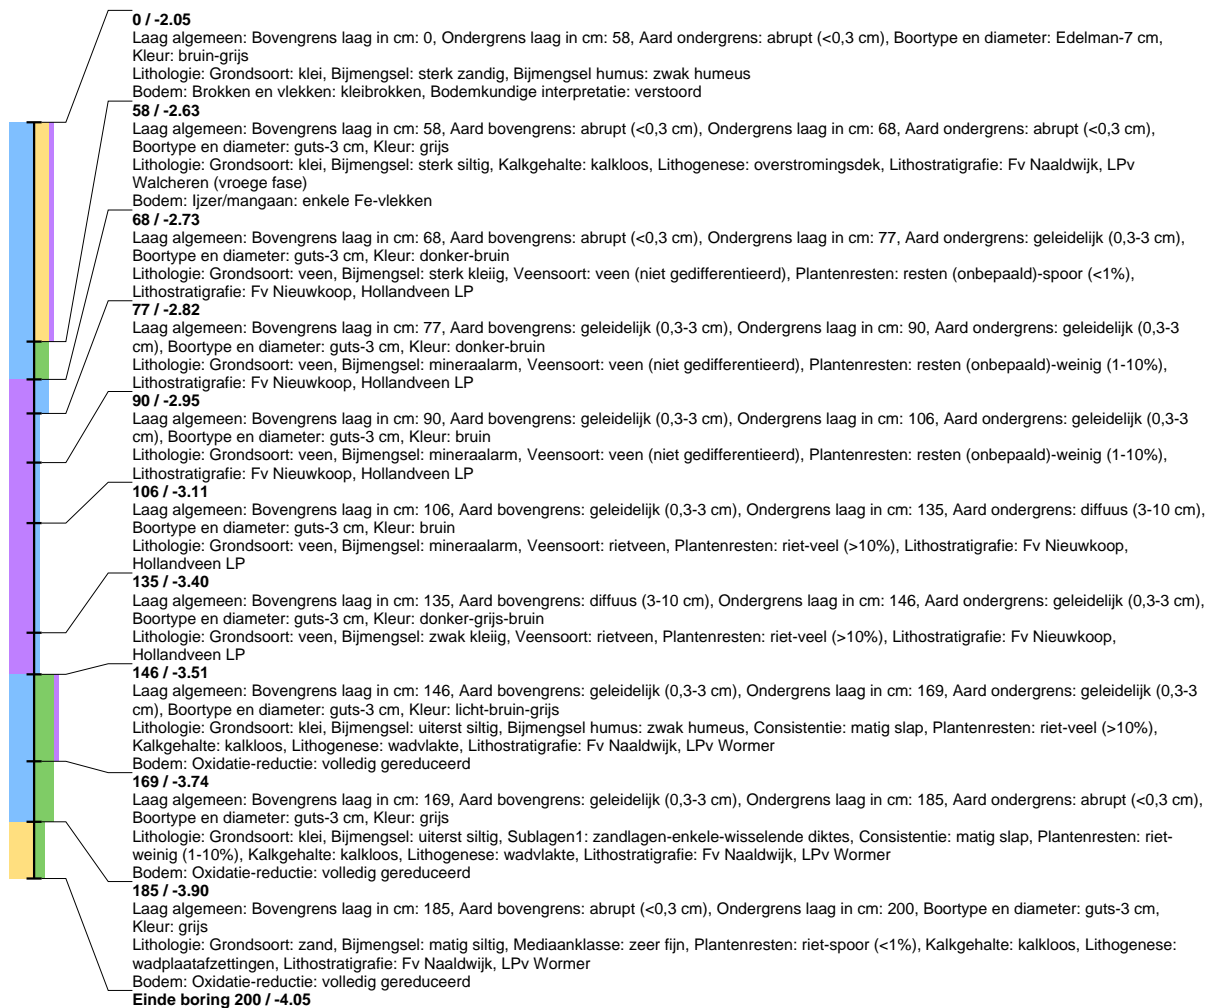 0 / -2.05
Laag algemeen: Bovengrens laag in cm: 0, Ondergrens laag in cm: 58, Aard ondergrens: abrupt (<0,3 cm), Boortype en diameter: Edelman-7 cm,
Kleur: bruin-grijs
Lithologie: Grondsoort: klei, Bijmengsel: sterk zandig, Bijmengsel humus: zwak humeus
Bodem: Brokken en vlekken: kleibrokken, Bodemkundige interpretatie: verstoord
58 / -2.63
Laag algemeen: Bovengrens laag in cm: 58, Aard bovengrens: abrupt (<0,3 cm), Ondergrens laag in cm: 68, Aard ondergrens: abrupt (<0,3 cm),
Boortype en diameter: guts-3 cm, Kleur: grijs
Lithologie: Grondsoort: klei, Bijmengsel: sterk siltig, Kalkgehalte: kalkloos, Lithogenese: overstromingsdek, Lithostratigrafie: Fv Naaldwijk, LPv
Walcheren (vroege fase)
Bodem: Ijzer/mangaan: enkele Fe-vlekken
68 / -2.73
Laag algemeen: Bovengrens laag in cm: 68, Aard bovengrens: abrupt (<0,3 cm), Ondergrens laag in cm: 77, Aard ondergrens: geleidelijk (0,3-3 cm),
Boortype en diameter: guts-3 cm, Kleur: donker-bruin
Lithologie: Grondsoort: veen, Bijmengsel: sterk kleiig, Veensoort: veen (niet gedifferentieerd), Plantenresten: resten (onbepaald)-spoor (<1%),
Lithostratigrafie: Fv Nieuwkoop, Hollandveen LP
77 / -2.82
Laag algemeen: Bovengrens laag in cm: 77, Aard bovengrens: geleidelijk (0,3-3 cm), Ondergrens laag in cm: 90, Aard ondergrens: geleidelijk (0,3-3
cm), Boortype en diameter: guts-3 cm, Kleur: donker-bruin
Lithologie: Grondsoort: veen, Bijmengsel: mineraalarm, Veensoort: veen (niet gedifferentieerd), Plantenresten: resten (onbepaald)-weinig (1-10%),
Lithostratigrafie: Fv Nieuwkoop, Hollandveen LP
90 / -2.95
Laag algemeen: Bovengrens laag in cm: 90, Aard bovengrens: geleidelijk (0,3-3 cm), Ondergrens laag in cm: 106, Aard ondergrens: geleidelijk (0,3-3
cm), Boortype en diameter: guts-3 cm, Kleur: bruin
Lithologie: Grondsoort: veen, Bijmengsel: mineraalarm, Veensoort: veen (niet gedifferentieerd), Plantenresten: resten (onbepaald)-weinig (1-10%),
Lithostratigrafie: Fv Nieuwkoop, Hollandveen LP
106 / -3.11
Laag algemeen: Bovengrens laag in cm: 106, Aard bovengrens: geleidelijk (0,3-3 cm), Ondergrens laag in cm: 135, Aard ondergrens: diffuus (3-10 cm),
Boortype en diameter: guts-3 cm, Kleur: bruin
Lithologie: Grondsoort: veen, Bijmengsel: mineraalarm, Veensoort: rietveen, Plantenresten: riet-veel (>10%), Lithostratigrafie: Fv Nieuwkoop,
Hollandveen LP
135 / -3.40
Laag algemeen: Bovengrens laag in cm: 135, Aard bovengrens: diffuus (3-10 cm), Ondergrens laag in cm: 146, Aard ondergrens: geleidelijk (0,3-3 cm),
Boortype en diameter: guts-3 cm, Kleur: donker-grijs-bruin
Lithologie: Grondsoort: veen, Bijmengsel: zwak kleiig, Veensoort: rietveen, Plantenresten: riet-veel (>10%), Lithostratigrafie: Fv Nieuwkoop,
Hollandveen LP
146 / -3.51
Laag algemeen: Bovengrens laag in cm: 146, Aard bovengrens: geleidelijk (0,3-3 cm), Ondergrens laag in cm: 169, Aard ondergrens: geleidelijk (0,3-3
cm), Boortype en diameter: guts-3 cm, Kleur: licht-bruin-grijs
Lithologie: Grondsoort: klei, Bijmengsel: uiterst siltig, Bijmengsel humus: zwak humeus, Consistentie: matig slap, Plantenresten: riet-veel (>10%),
Kalkgehalte: kalkloos, Lithogenese: wadvlakte, Lithostratigrafie: Fv Naaldwijk, LPv Wormer
Bodem: Oxidatie-reductie: volledig gereduceerd
169 / -3.74
Laag algemeen: Bovengrens laag in cm: 169, Aard bovengrens: geleidelijk (0,3-3 cm), Ondergrens laag in cm: 185, Aard ondergrens: abrupt (<0,3 cm),
Boortype en diameter: guts-3 cm, Kleur: grijs
Lithologie: Grondsoort: klei, Bijmengsel: uiterst siltig, Sublagen1: zandlagen-enkele-wisselende diktes, Consistentie: matig slap, Plantenresten: riet-
weinig (1-10%), Kalkgehalte: kalkloos, Lithogenese: wadvlakte, Lithostratigrafie: Fv Naaldwijk, LPv Wormer
Bodem: Oxidatie-reductie: volledig gereduceerd
185 / -3.90
Laag algemeen: Bovengrens laag in cm: 185, Aard bovengrens: abrupt (<0,3 cm), Ondergrens laag in cm: 200, Boortype en diameter: guts-3 cm,
Kleur: grijs
Lithologie: Grondsoort: zand, Bijmengsel: matig siltig, Mediaanklasse: zeer fijn, Plantenresten: riet-spoor (<1%), Kalkgehalte: kalkloos, Lithogenese:
wadplaatafzettingen, Lithostratigrafie: Fv Naaldwijk, LPv Wormer
Bodem: Oxidatie-reductie: volledig gereduceerd
Einde boring 200 / -4.05